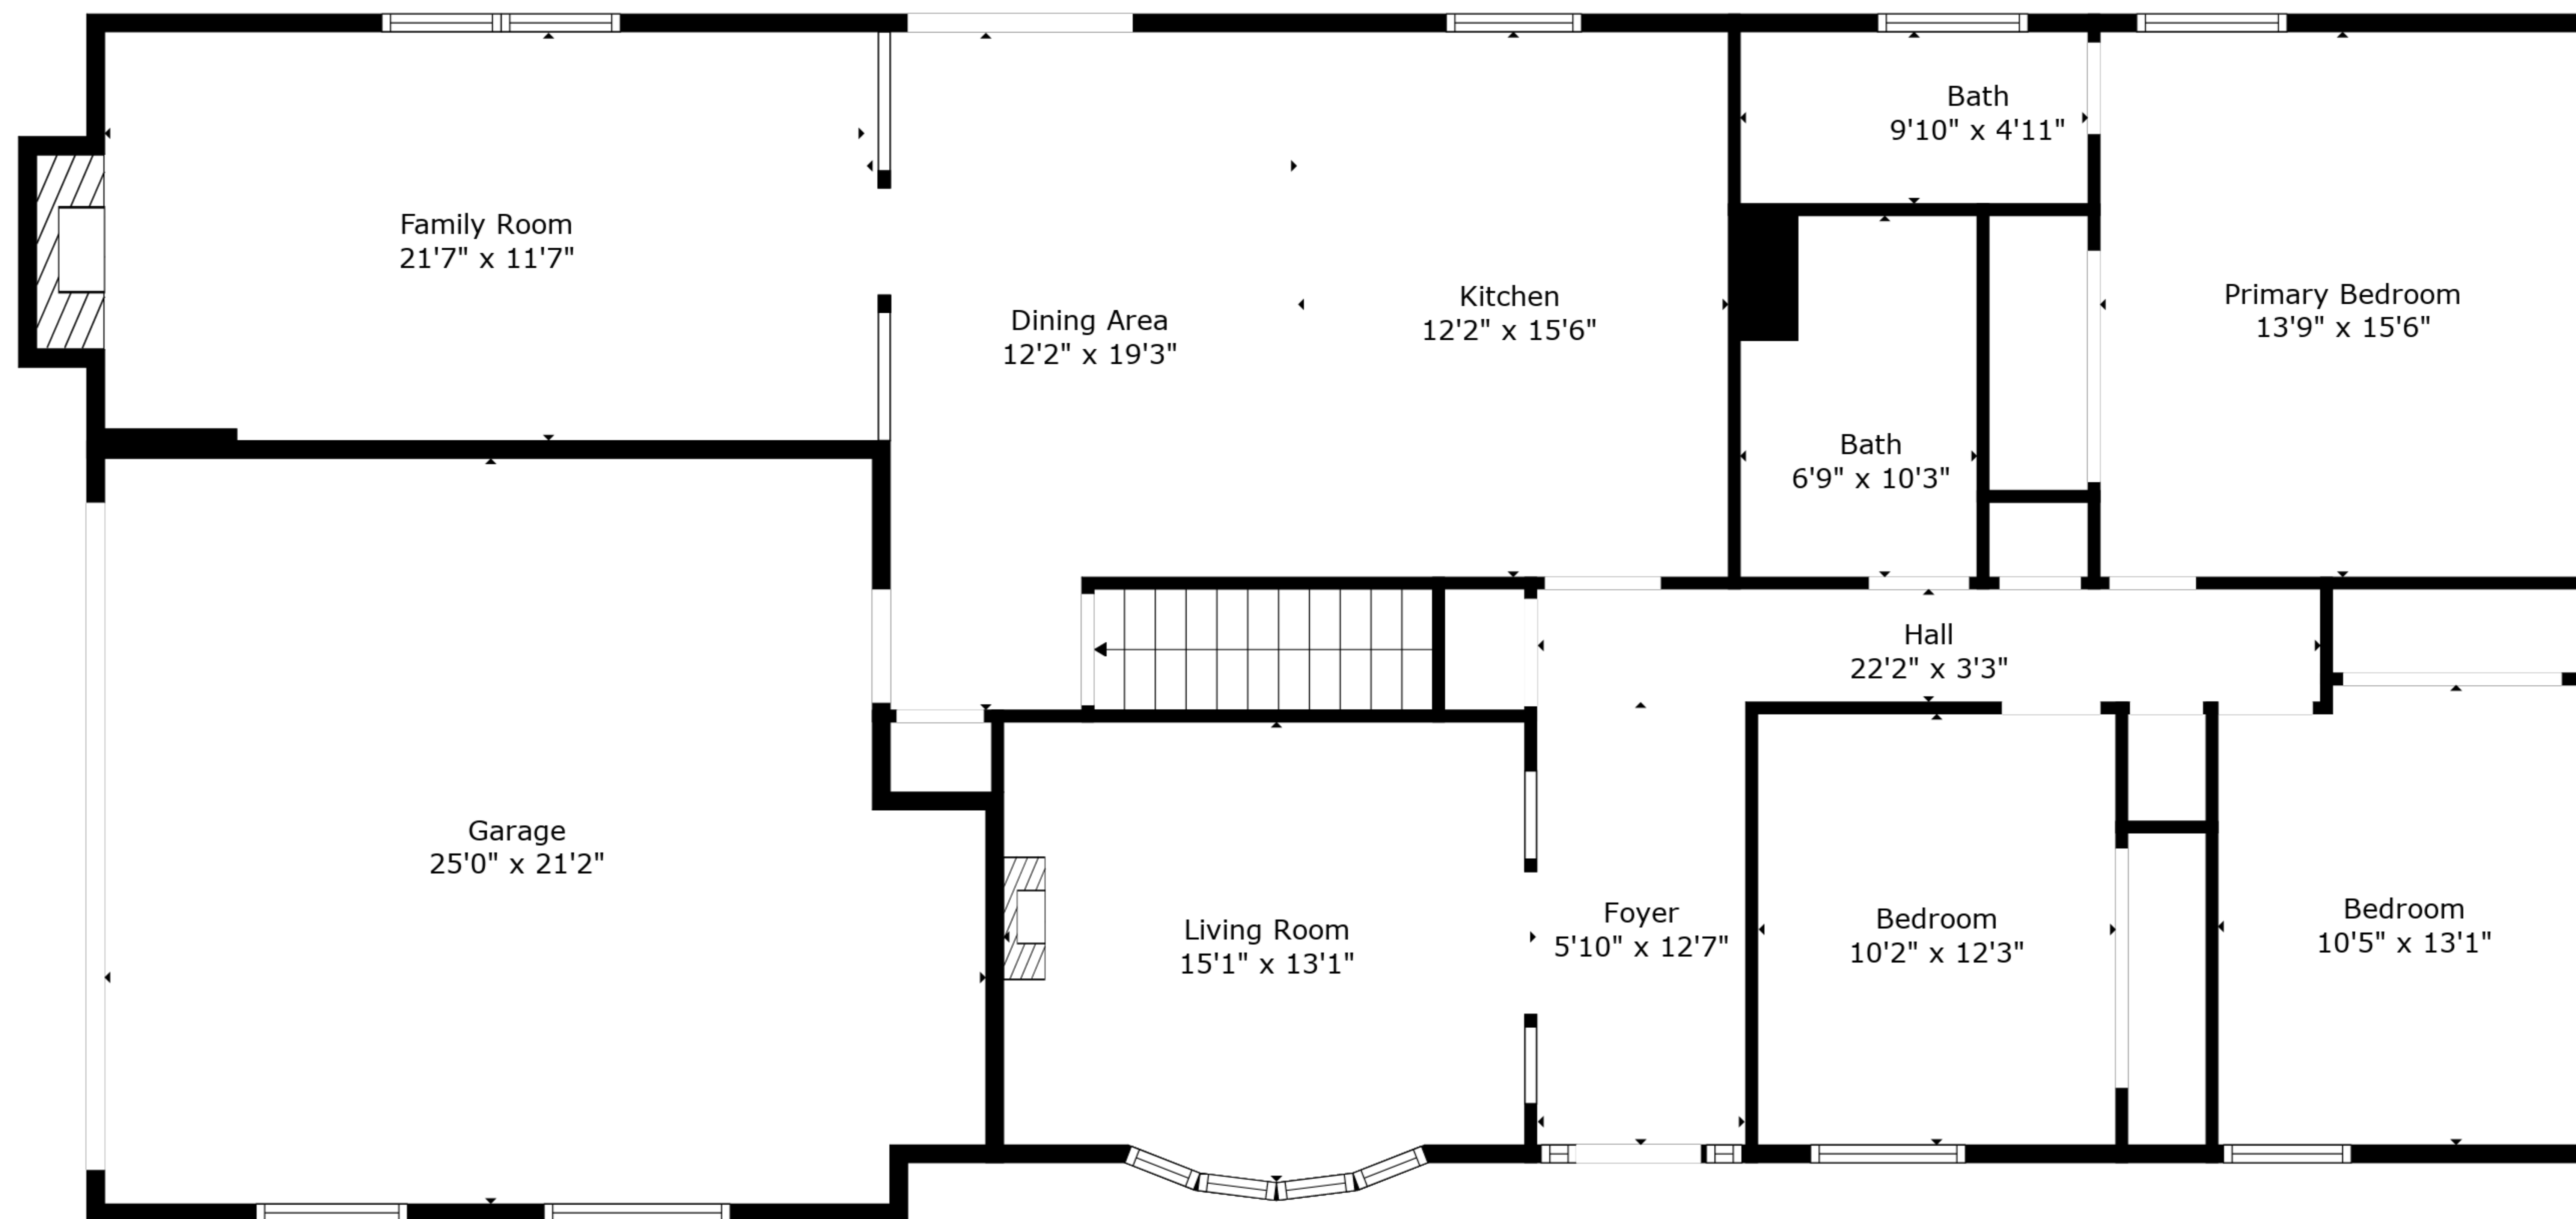 Bath
9'10" x 4'11"
Family Room
21'7" x 11'7"
Dining Area
12'2" x 19'3"
Kitchen
12'2" x 15'6"
Primary Bedroom
13'9" x 15'6"
Bath
6'9" x 10'3"
Hall
22'2" x 3'3"
Garage
25'0" x 21'2"
Living Room
15'1" x 13'1"
Foyer
5'10" x 12'7"
Bedroom
10'2" x 12'3"
Bedroom
10'5" x 13'1"